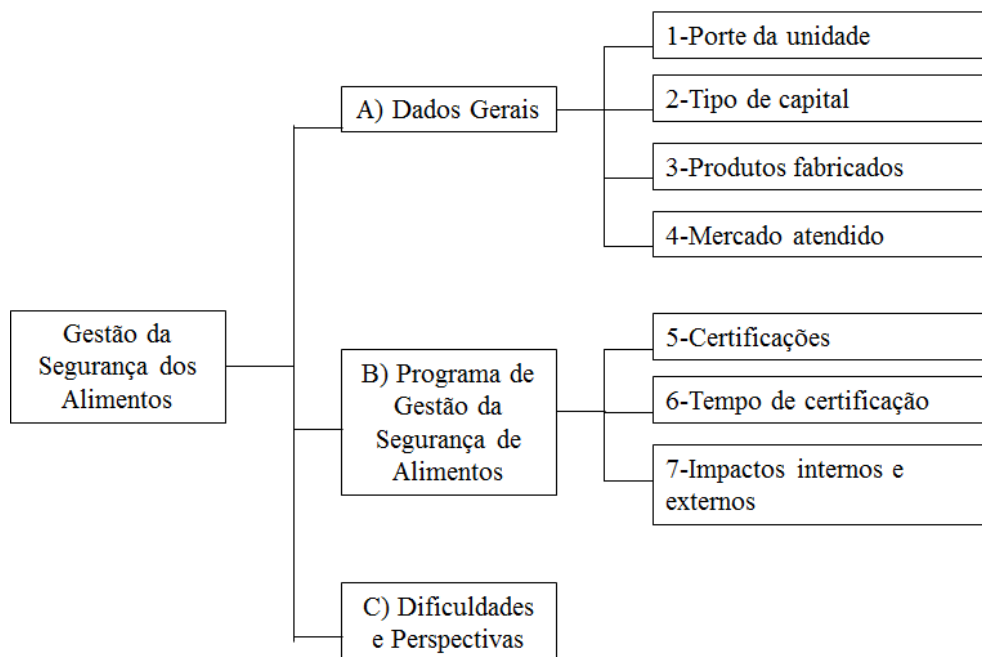 Gestão da
Segurança dos
Alimentos
A) Dados Gerais
1-Porte da unidade
2-Tipo de capital
3-Produtos fabricados
4-Mercado atendido
B) Programa de
Gestão da
Segurança de
Alimentos
5-Certificações
6-Tempo de certificação
7-Impactos internos e
externos
C) Dificuldades
e Perspectivas